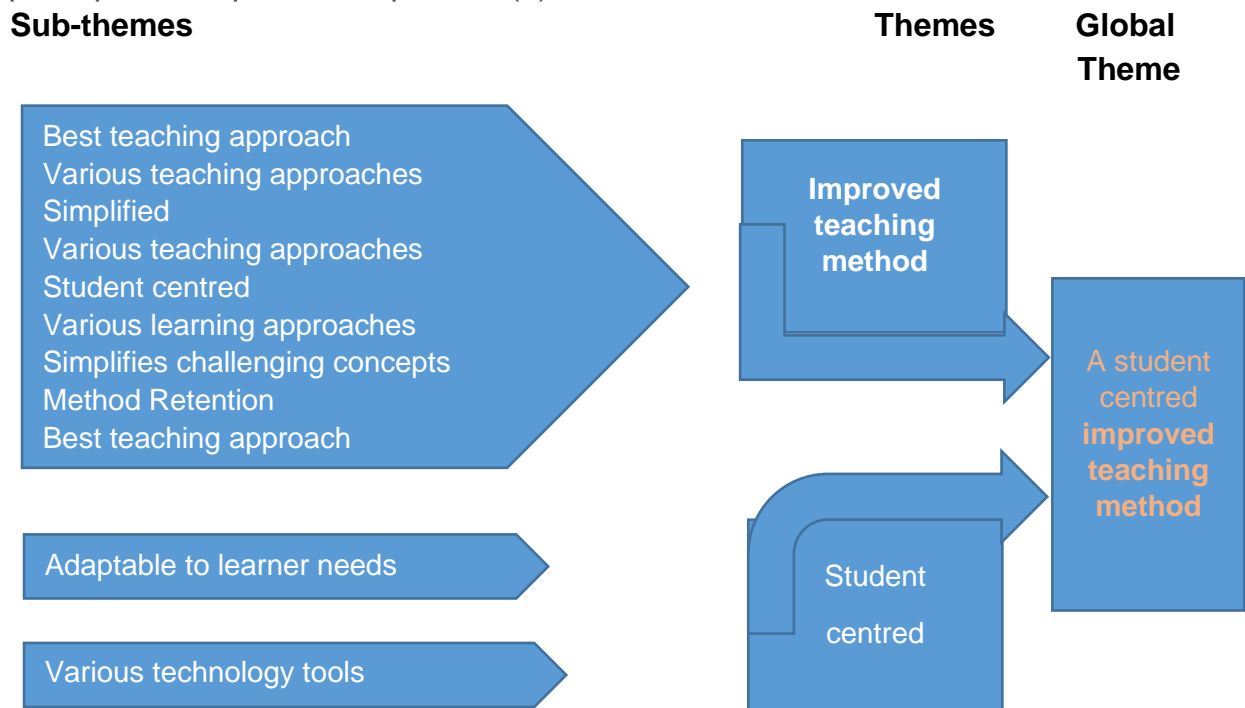 Sub-themes Themes Global
Theme
Best teaching approach
Various teaching approaches
Simplified
Various teaching approaches
Student centred
Various learning approaches
Simplifies challenging concepts
Method Retention
Best teaching approach
Adaptable to learner needs
Various technology tools
Improved
teaching
method
Student
centred
A student
centred
improved
teaching
method